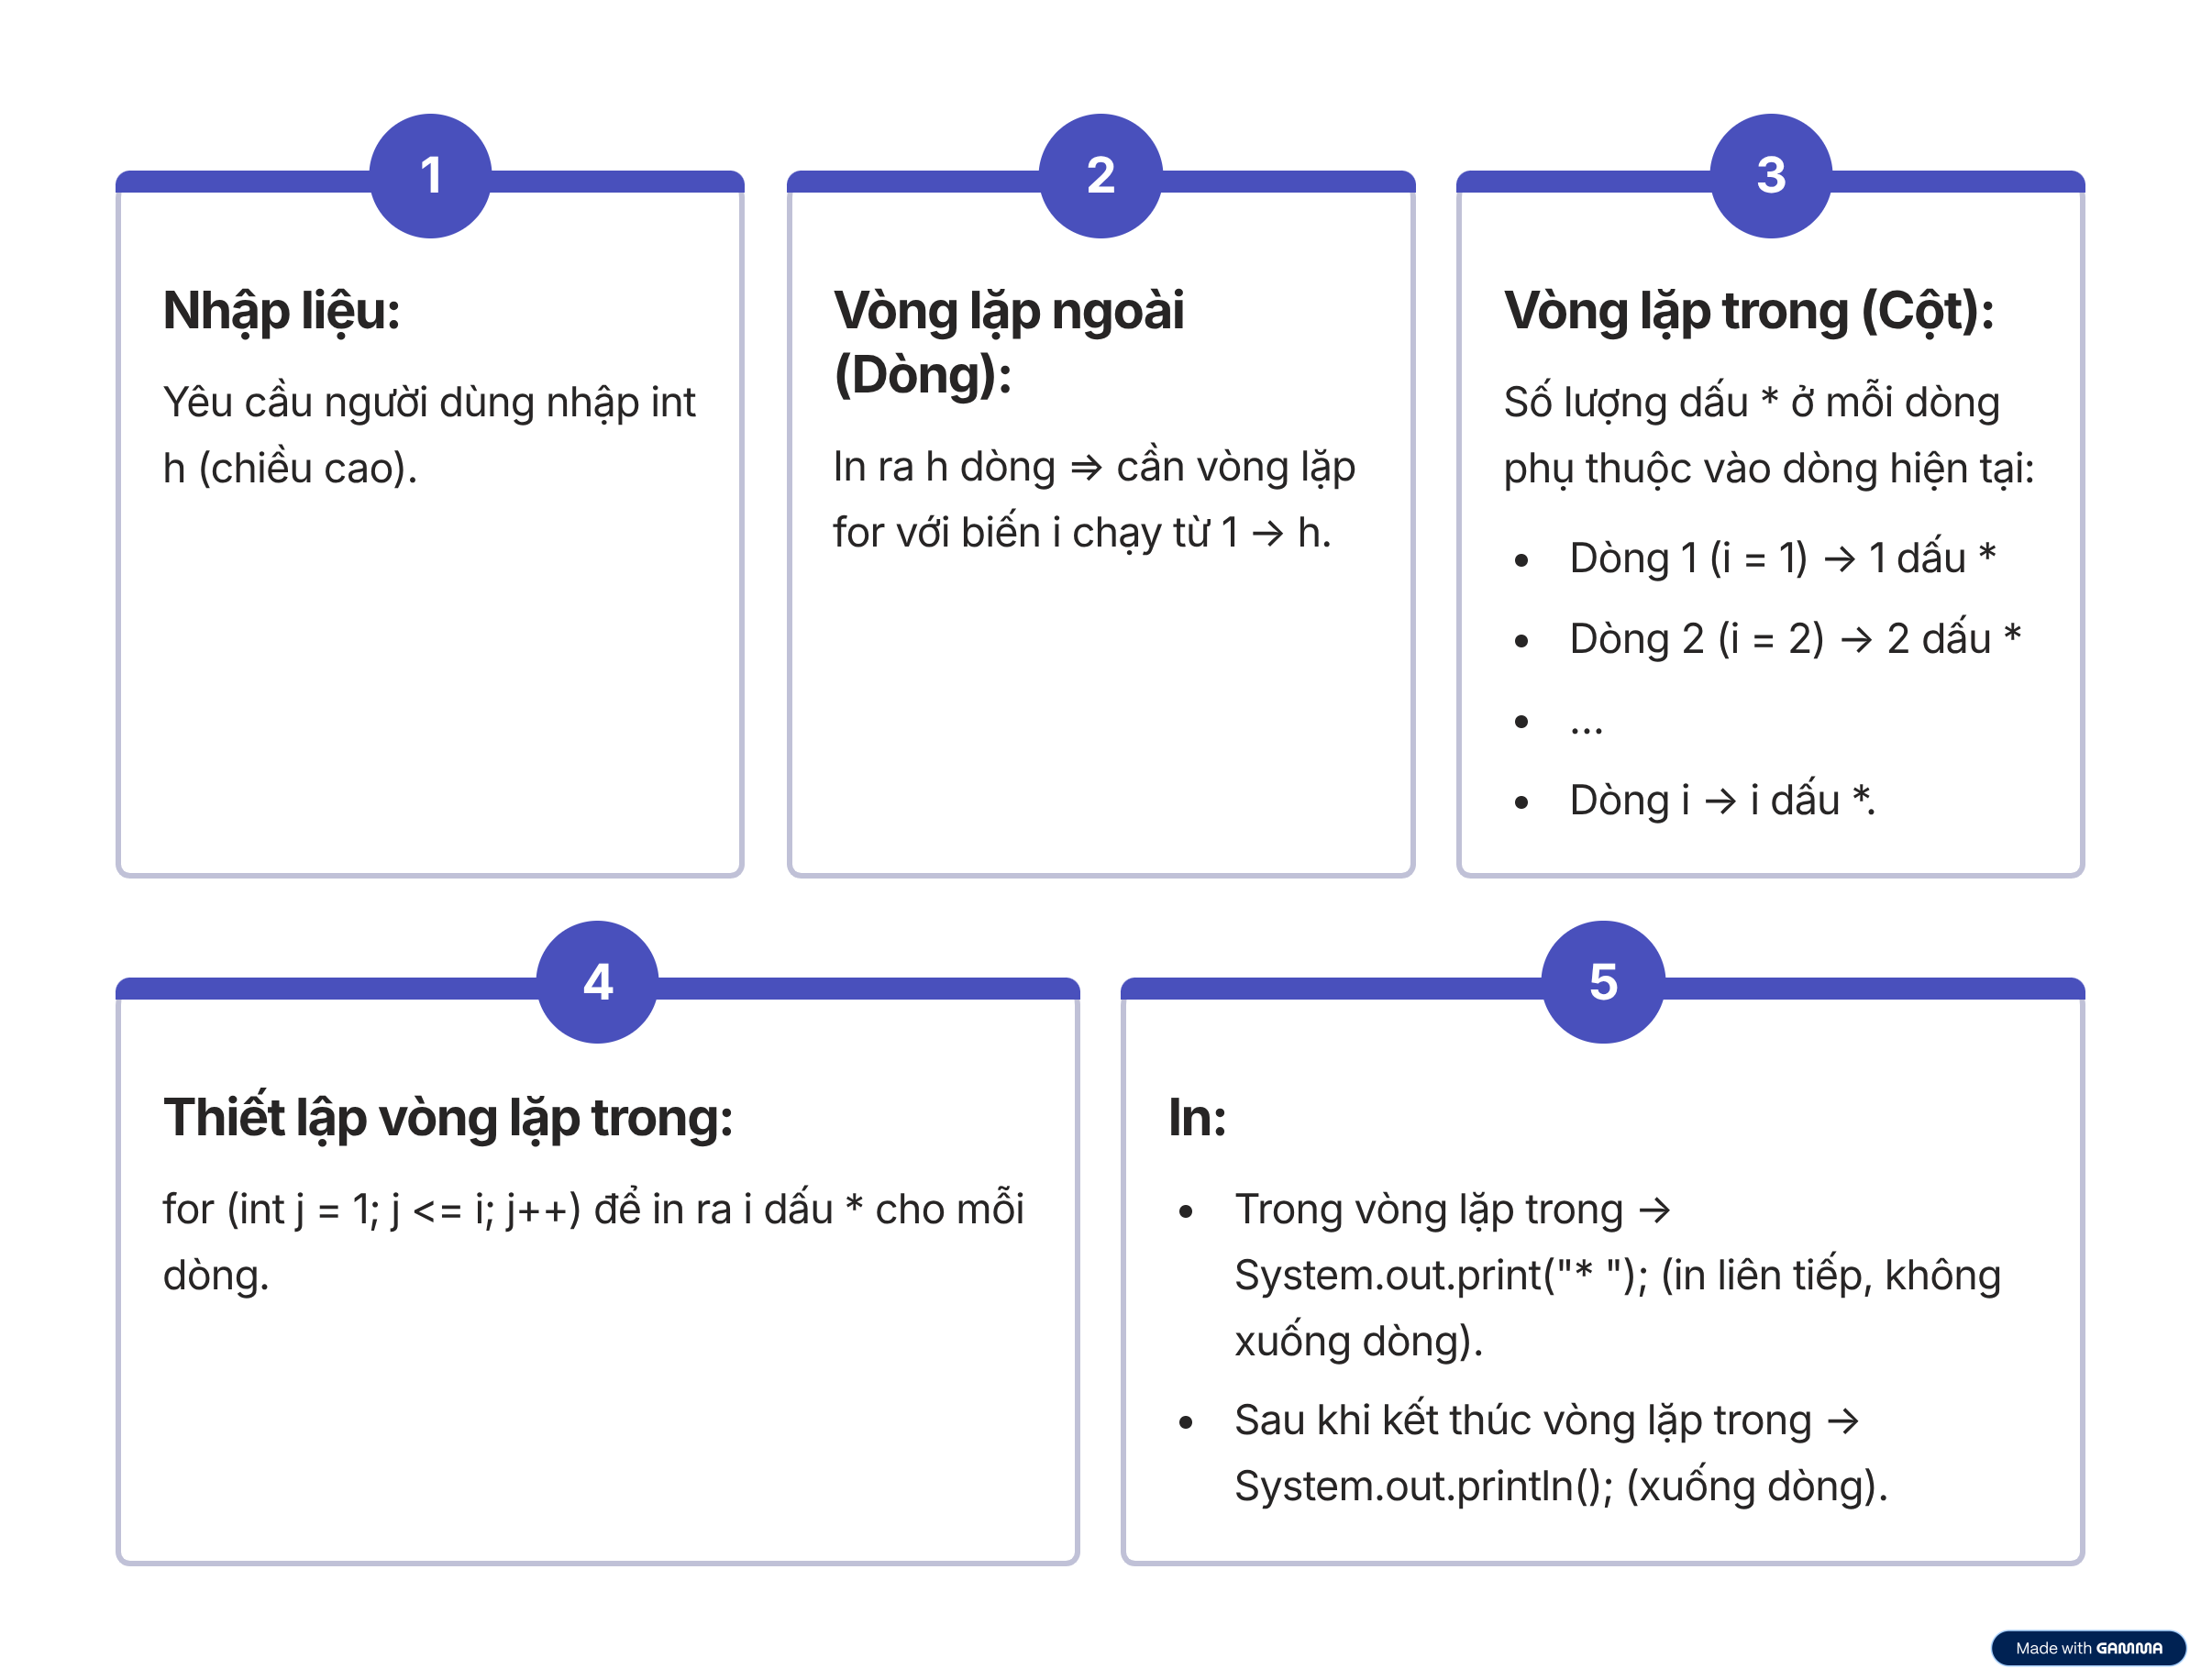 1
Nhập liệu:
Yêu cầu người dùng nhập int
h (chiều cao).
2
Vòng lặp ngoài
(Dòng):
In ra h dòng ⇒ cần vòng lặp
for với biến i chạy từ 1 → h.
3
Vòng lặp trong (Cột):
Số lượng dấu * ở mỗi dòng
phụ thuộc vào dòng hiện tại:
• Dòng 1 (i = 1) → 1 dấu *
• Dòng 2 (i = 2) → 2 dấu *
• ...
• Dòng i → i dấu *.
4
Thiết lập vòng lặp trong:
for (int j = 1; j <= i; j++) để in ra i dấu * cho mỗi
dòng.
5
In:
• Trong vòng lặp trong →
System.out.print("* "); (in liên tiếp, không
xuống dòng).
• Sau khi kết thúc vòng lặp trong →
System.out.println(); (xuống dòng).
Made with GAMMA